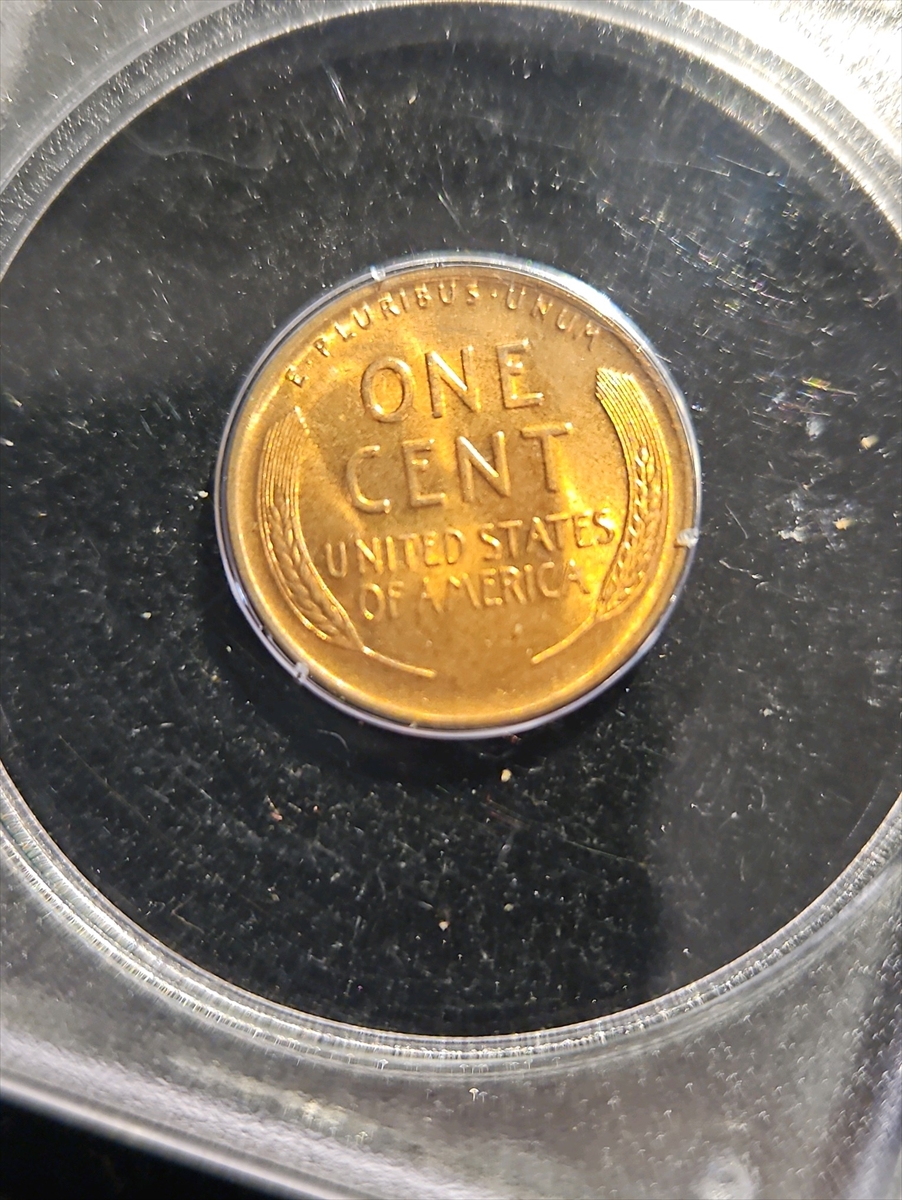 E·PLURIBUS·UNUM
ONE
CENT
UNITED STATES
OF AMERICA